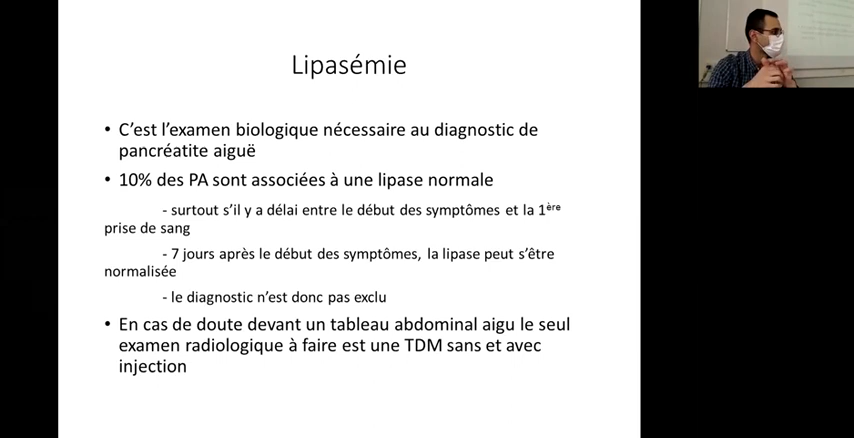 Lipasémie
• C’est l’examen biologique nécessaire au diagnostic de
pancréatite aiguë
• 10% des PA sont associées à une lipase normale
- surtout s’il y a délai entre le début des symptômes et la 1ère
prise de sang
- 7 jours après le début des symptômes, la lipase peut s’être
normalisée
- le diagnostic n’est donc pas exclu
• En cas de doute devant un tableau abdominal aigu le seul
examen radiologique à faire est une TDM sans et avec
injection